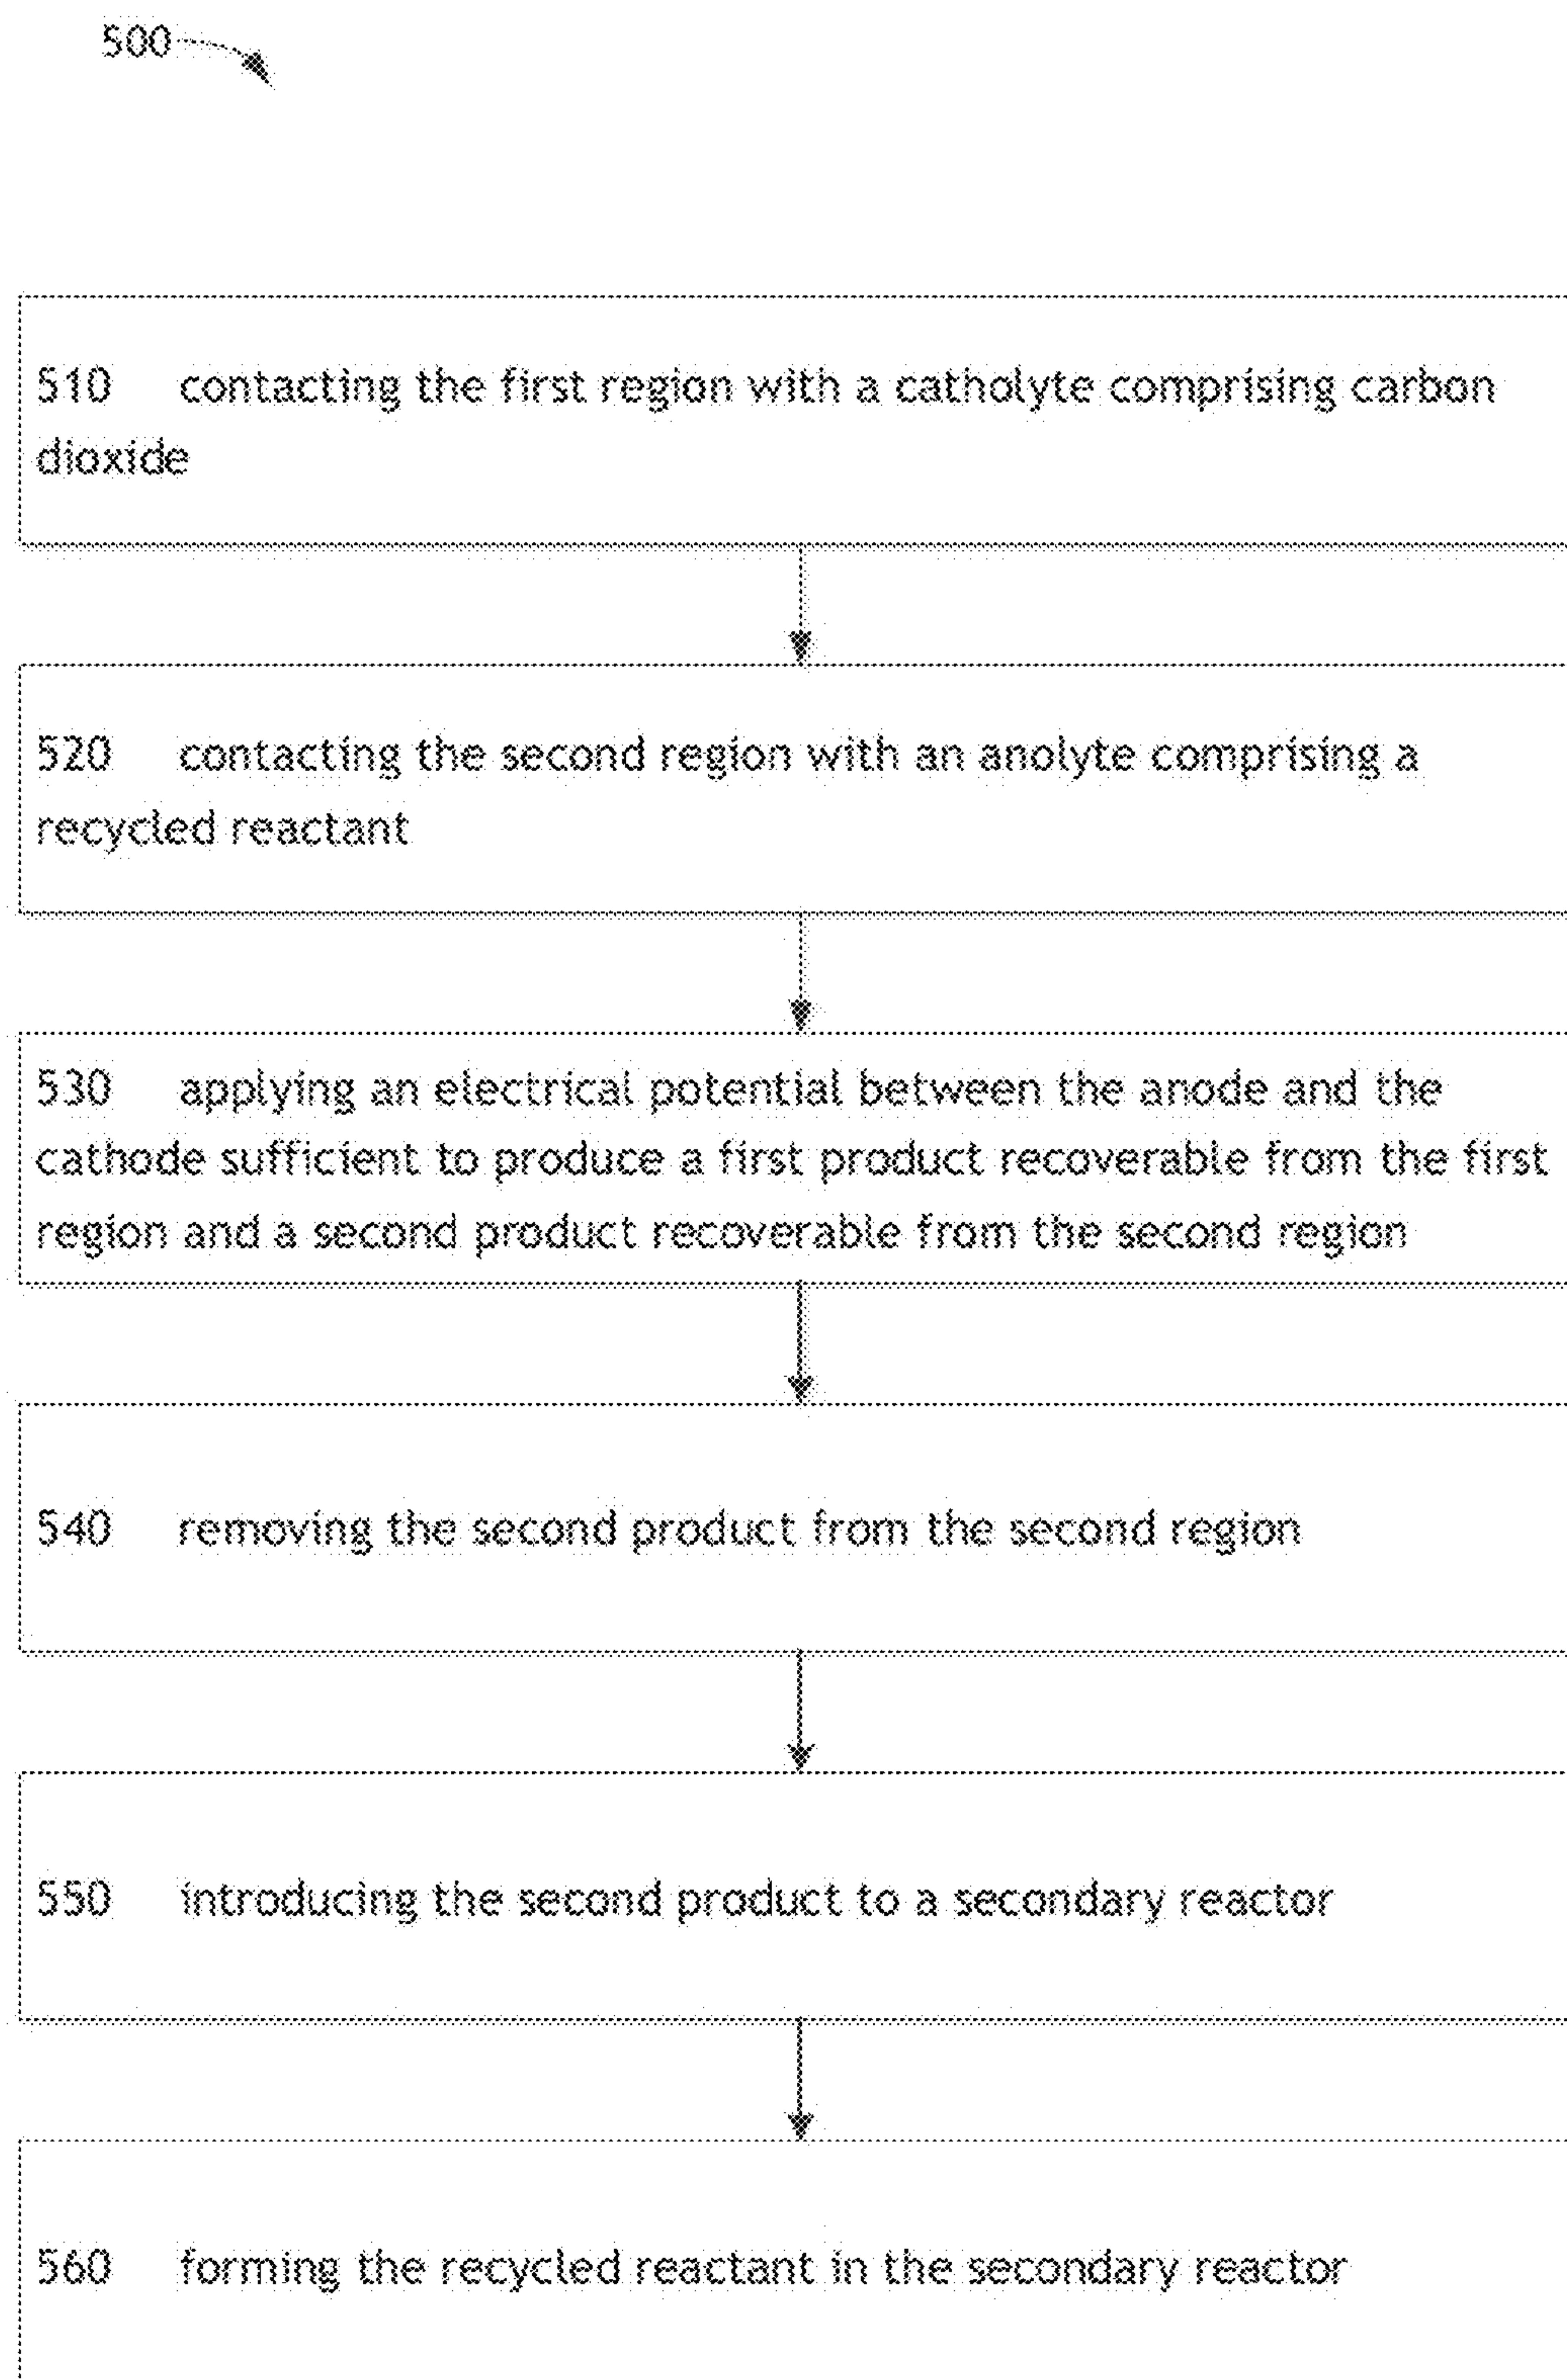 500
510 contacting the first region with a catholyte comprising carbon
dioxide
520 contacting the second region with an anolyte comprising a
recycled reactant
530 applying an electrical potential between the anode and the
cathode sufficient to produce a first product recoverable from the first
region and a second product recoverable from the second region
540 removing the second product from the second region
550 introducing the second product to a secondary reactor
560 forming the recycled reactant in the secondary reactor